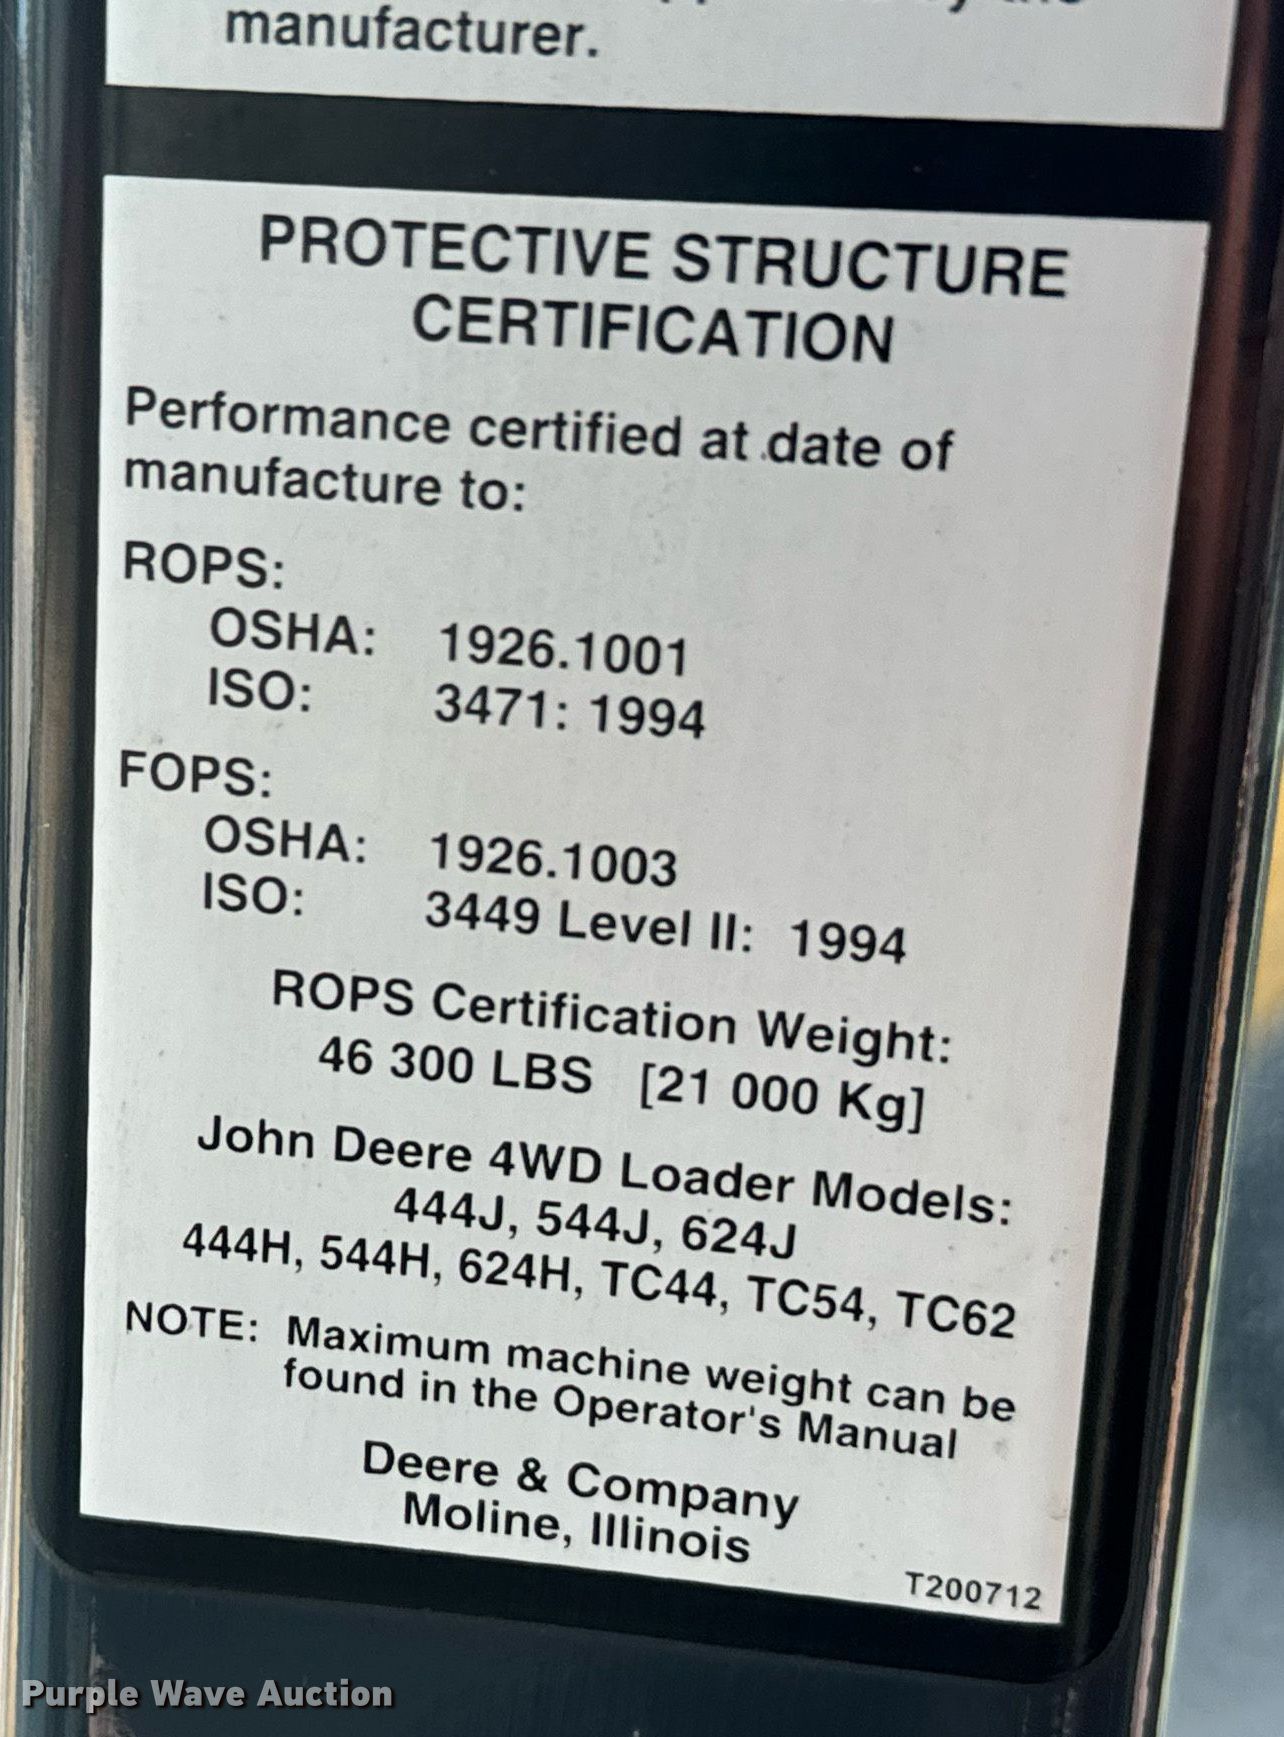 by the
manufacturer.
PROTECTIVE STRUCTURE
CERTIFICATION
Performance certified at date of
manufacture to:
ROPS:
OSHA: 1926.1001
ISO: 3471: 1994
FOPS:
OSHA: 1926.1003
ISO: 3449 Level II: 1994
ROPS Certification Weight:
46 300 LBS [21 000 Kg]
John Deere 4WD Loader Models:
444J, 544J, 624J
444H, 544H, 624H, TC44, TC54, TC62
NOTE: Maximum machine weight can be
found in the Operator's Manual
Deere & Company
Moline, Illinois
T200712
Purple Wave Auction